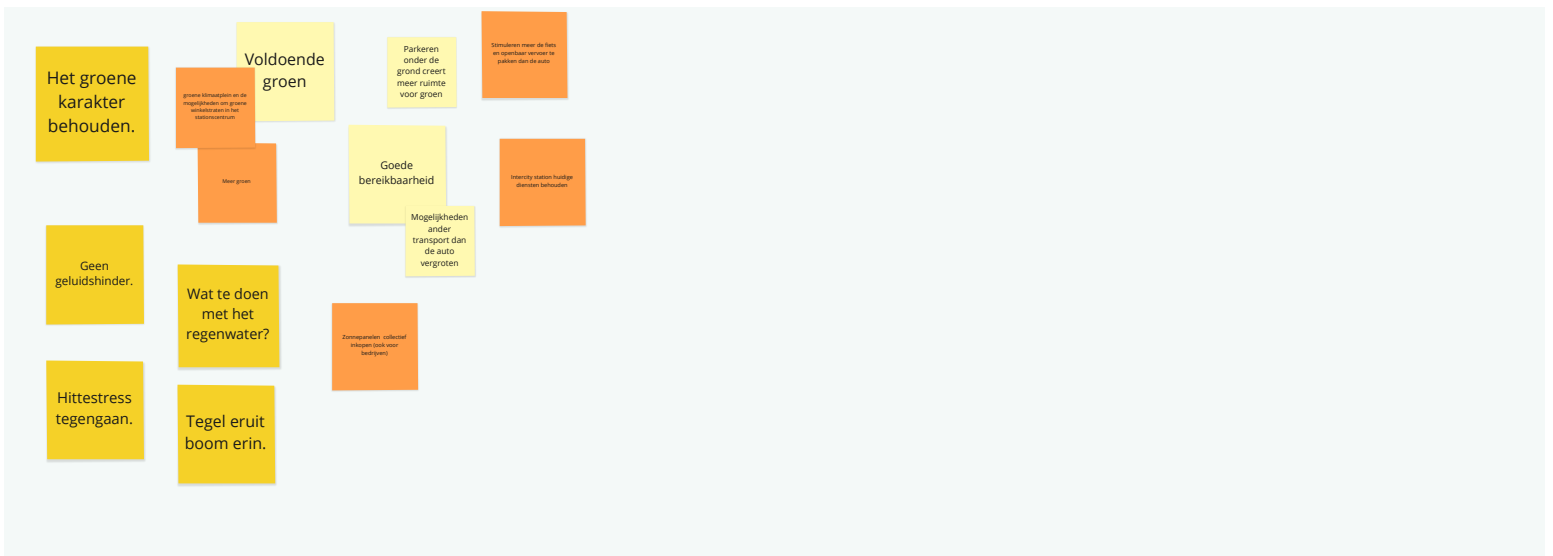 Het groene
karakter
behouden.
Voldoende
groen
groene klimaatplein en de
mogelijkheden om groene
winkelstraten in het
stationscentrum
Meer groen
Parkeren
onder de
grond creert
meer ruimte
voor groen
Stimuleren meer de fiets
en openbaar vervoer te
pakken dan de auto
Goede
bereikbaarheid
Mogelijkheden
ander
transport dan
de auto
vergroten
Intercity station huidige
diensten behouden
Geen
geluidshinder.
Wat te doen
met het
regenwater?
Zonnepanelen collectief
inkopen (ook voor
bedrijven)
Hittestress
tegengaan.
Tegel eruit
boom erin.